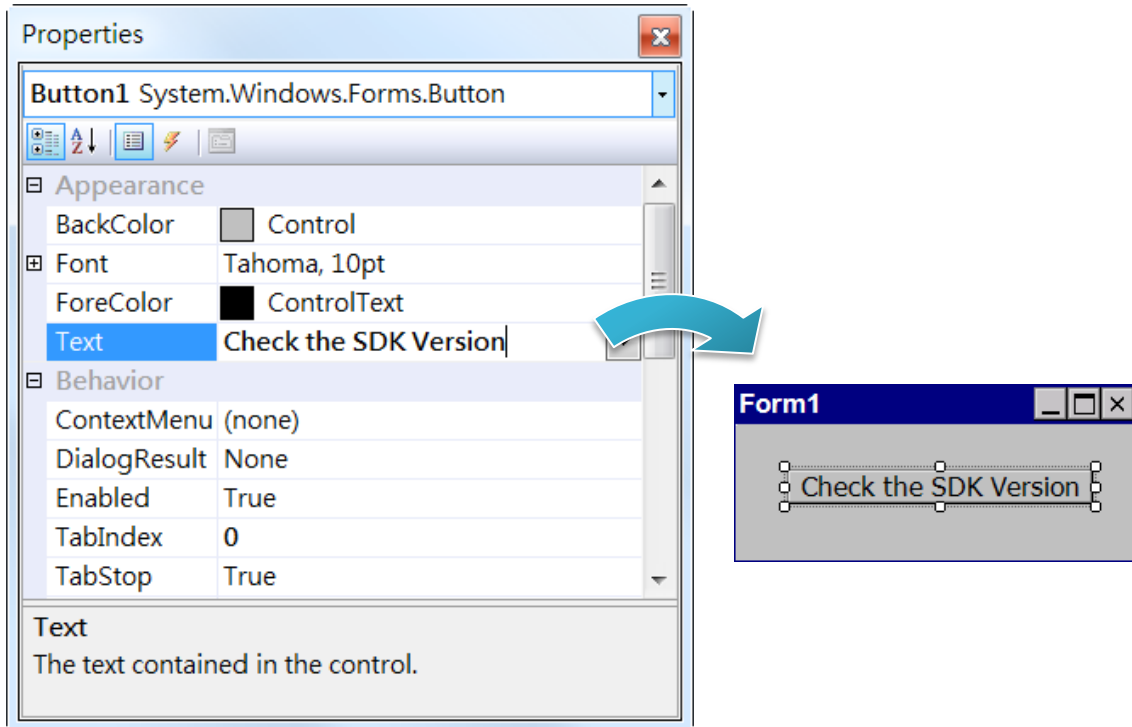 Properties
Button1 System.Windows.Forms.Button
Appearance
BackColor Control
Font Tahoma, 10pt
ForeColor ControlText
Text Check the SDK Version
Behavior
ContextMenu (none)
DialogResult None
Enabled True
TabIndex 0
TabStop True
Text
The text contained in the control.
Form1
Check the SDK Version